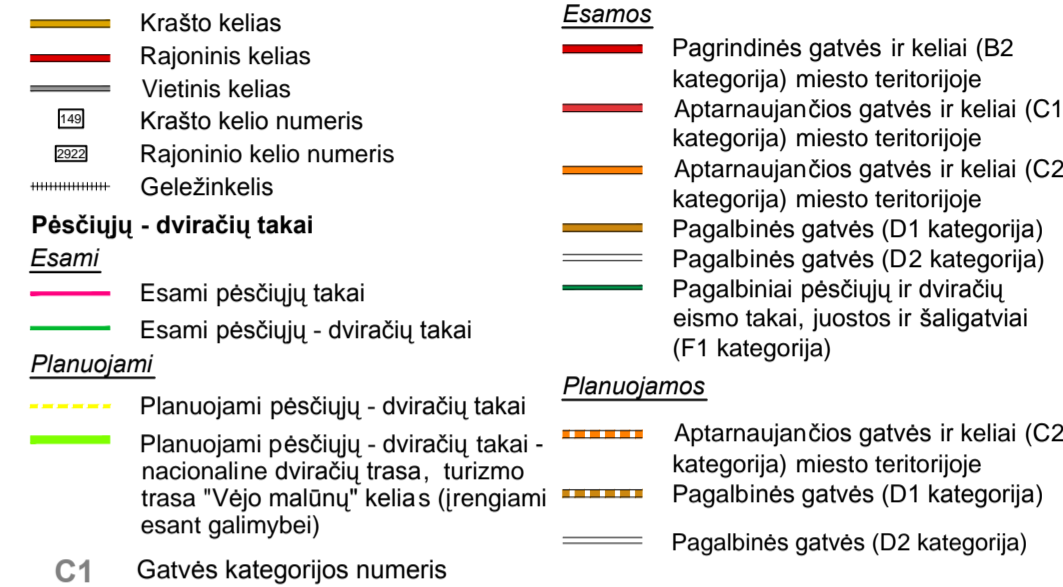 Krašto kelias
Rajoninis kelias
Vietinis kelias
149 Krašto kelio numeris
2922 Rajoninio kelio numeris
Geležinkelis
Pėsčiųjų - dviračių takai
Esami
Esami pėsčiųjų takai
Esami pėsčiųjų - dviračių takai
Planuojami
Planuojami pėsčiųjų - dviračių takai
Planuojami pėsčiųjų - dviračių takai -
nacionaline dviračių trasa, turizmo
trasa "Vėjo malūnų" kelias (įrengiami
esant galimybei)
C1 Gatvės kategorijos numeris
Esamos
Pagrindinės gatvės ir keliai (B2
kategorija) miesto teritorijoje
Aptarnaujančios gatvės ir keliai (C1
kategorija) miesto teritorijoje
Aptarnaujančios gatvės ir keliai (C2
kategorija) miesto teritorijoje
Pagalbinės gatvės (D1 kategorija)
Pagalbinės gatvės (D2 kategorija)
Pagalbiniai pėsčiųjų ir dviračių
eismo takai, juostos ir šaligatviai
(F1 kategorija)
Planuojamos
Aptarnaujančios gatvės ir keliai (C2
kategorija) miesto teritorijoje
Pagalbinės gatvės (D1 kategorija)
Pagalbinės gatvės (D2 kategorija)